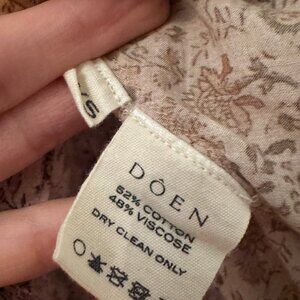 DÔEN
52% COTTON
48% VISCOSE
DRY CLEAN ONLY